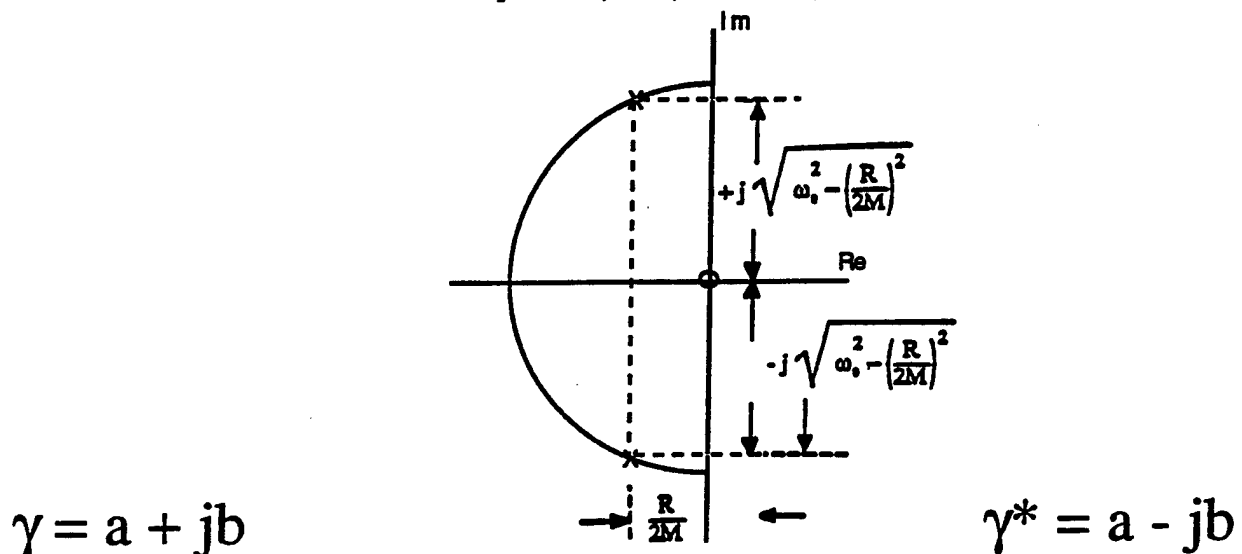 Im
+j √(ω₀² – (R/2M)²)
Re
-j √(ω₀² – (R/2M)²)
R/2M
γ = a + jb
γ* = a - jb